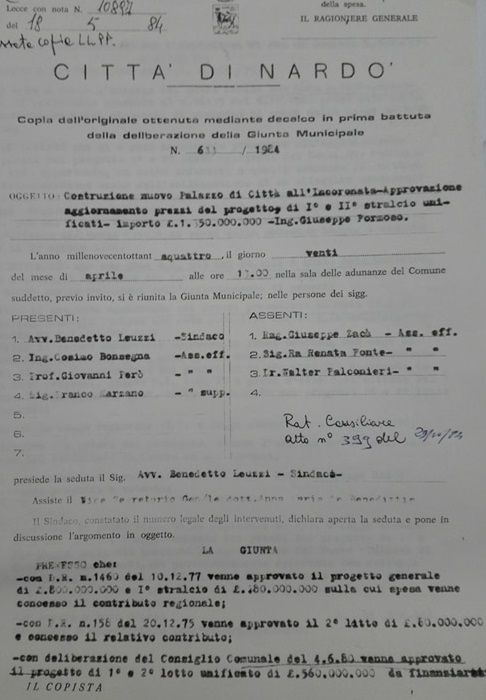 Lecce con nota N. 10897
del 18 5 84
della spesa.
IL RAGIONIERE GENERALE
copie LL.PP.
CITTA' DI NARDO'
Copia dell'originale ottenuta mediante decalco in prima battuta
della deliberazione della Giunta Municipale
N. / 1984
OGGETTO: Costruzione nuovo Palazzo di Città all'Incoronata-Approvazione
aggiornamento prezzi del progetto, di I° e II° stralcio uni-
ficati- importo £.1.350.000.000 -Ing.Giuseppe
L'anno millenovecentottant aquattro, il giorno venti
del mese di aprile alle ore nella sala delle adunanze del Comune
suddetto, previo invito, si è riunita la Giunta Municipale; nelle persone dei sigg.
PRESENTI:
1. Avv.Benedetto Leuzzi -Sindaco
2. Ing.Cosimo Bonsegna -Ass.eff.
3. Prof.Giovanni Però - " "
4. Sig.Franco Marzano - " supp.
5.
6.
7.
ASSENTI:
1. Rag.Giuseppe Zacà - Ass. eff.
2. Sig.Ra Renata Fonte- " "
3. Dr.Walter Falconieri- " "
4.
Rat. Consiliare
atto n° 399 del
presiede la seduta il Sig. Avv. Benedetto Leuzzi - Sindaco-
Assiste il
Il Sindaco, constatato il numero legale degli intervenuti, dichiara aperta la seduta e pone in
discussione l'argomento in oggetto.
LA GIUNTA
PREMESSO che:
-con D.R. n.1460 del 10.12.77 venne approvato il progetto generale
di £.800.000.000 e I° stralcio di £.480.000.000 sulla cui spesa venne
concesso il contributo regionale;
-con D.R. n.158 del 20.12.75 venne approvato il 2° lotto di £.80.000.000
e concesso il relativo contributo;
-con deliberazione del Consiglio Comunale del 4.6.80 venne approvato
il progetto di 1° e 2° lotto unificato di £.560.000.000 da finanziare
IL COPISTA